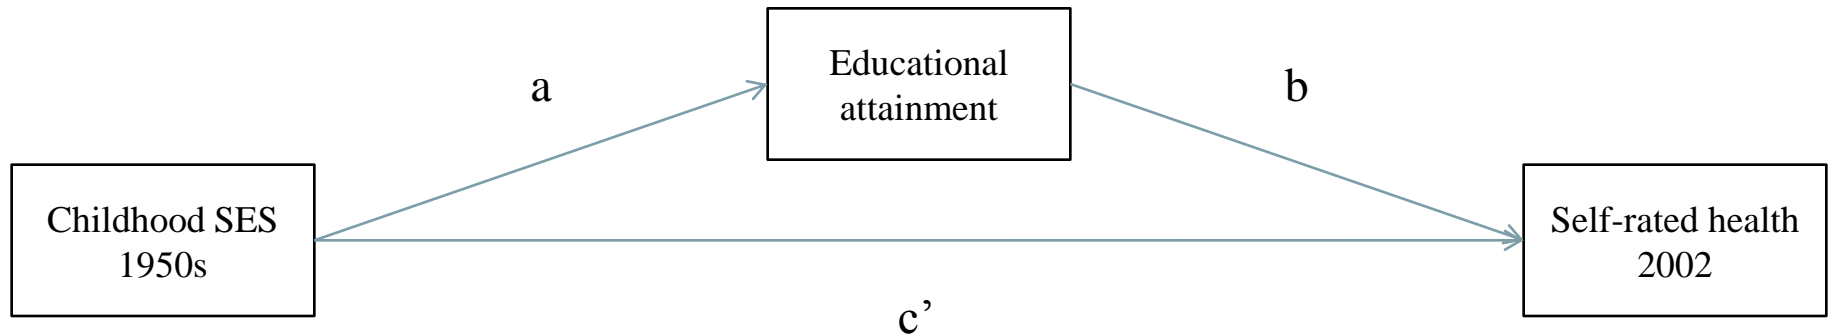 Educational
attainment
a
b
Childhood SES
1950s
Self-rated health
2002
c’